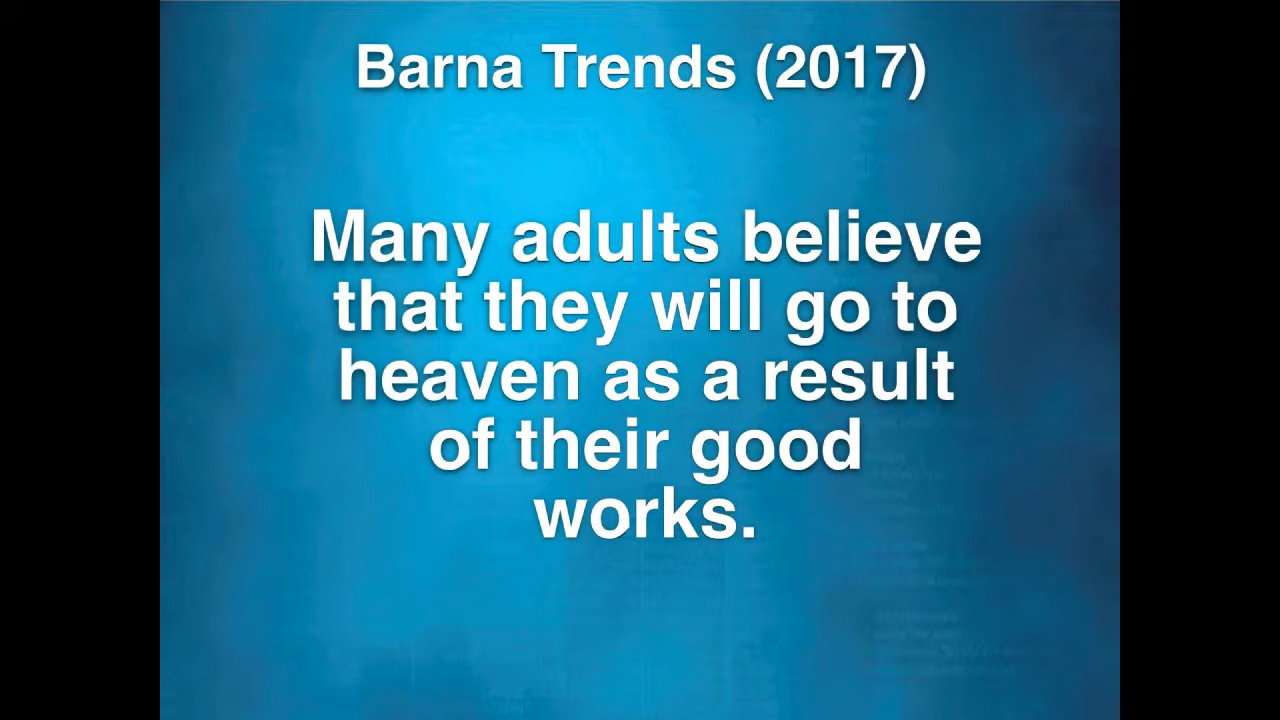 Barna Trends (2017)
Many adults believe
that they will go to
heaven as a result
of their good
works.